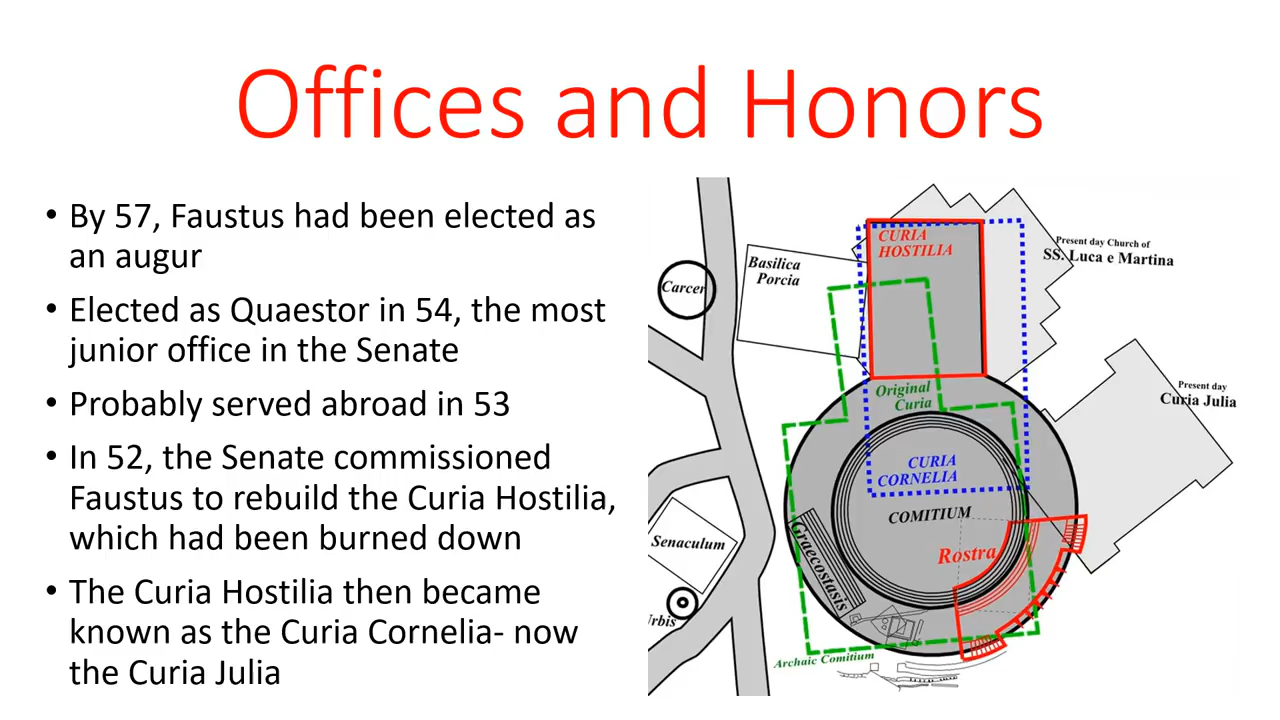 Offices and Honors
• By 57, Faustus had been elected as
an augur
• Elected as Quaestor in 54, the most
junior office in the Senate
• Probably served abroad in 53
• In 52, the Senate commissioned
Faustus to rebuild the Curia Hostilia,
which had been burned down
• The Curia Hostilia then became
known as the Curia Cornelia- now
the Curia Julia
CURIA
HOSTILIA
Present day Church of
SS. Luca e Martina
Basilica
Porcia
Carcer
Original
Curia
Present day
Curia Julia
CURIA
CORNELIA
COMITIUM
Graecostasis
Senaculum
Rostra
Urbis
Archaic Comitium